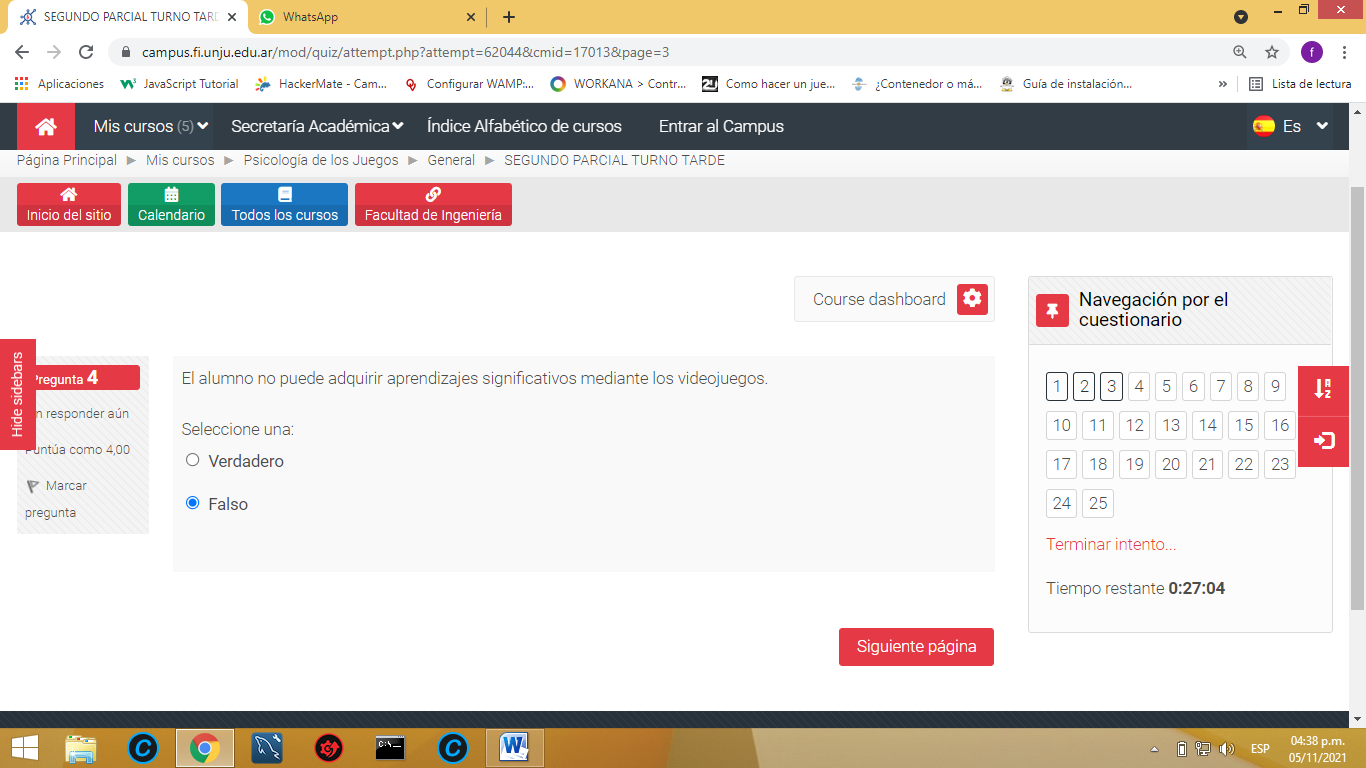 SEGUNDO PARCIAL TURNO TARD
WhatsApp
campus.fi.unju.edu.ar/mod/quiz/attempt.php?attempt=62044&cmid=17013&page=3
f
Aplicaciones
JavaScript Tutorial
HackerMate - Cam...
Configurar WAMP:...
WORKANA > Contr...
Como hacer un jue...
¿Contenedor o má...
Guía de instalación...
»
Lista de lectura
Mis cursos (5)
Secretaría Académica
Índice Alfabético de cursos
Entrar al Campus
Es
Página Principal ► Mis cursos ► Psicología de los Juegos ► General ► SEGUNDO PARCIAL TURNO TARDE
Inicio del sitio
Calendario
Todos los cursos
Facultad de Ingeniería
Course dashboard
Hide sidebars
Pregunta 4
n responder aún
Puntúa como 4,00
Marcar
pregunta
El alumno no puede adquirir aprendizajes significativos mediante los videojuegos.
Seleccione una:
Verdadero
Falso
Siguiente página
Navegación por el
cuestionario
1 2 3 4 5 6 7 8 9
10 11 12 13 14 15 16
17 18 19 20 21 22 23
24 25
Terminar intento...
Tiempo restante 0:27:04
ESP
04:38 p.m.
05/11/2021